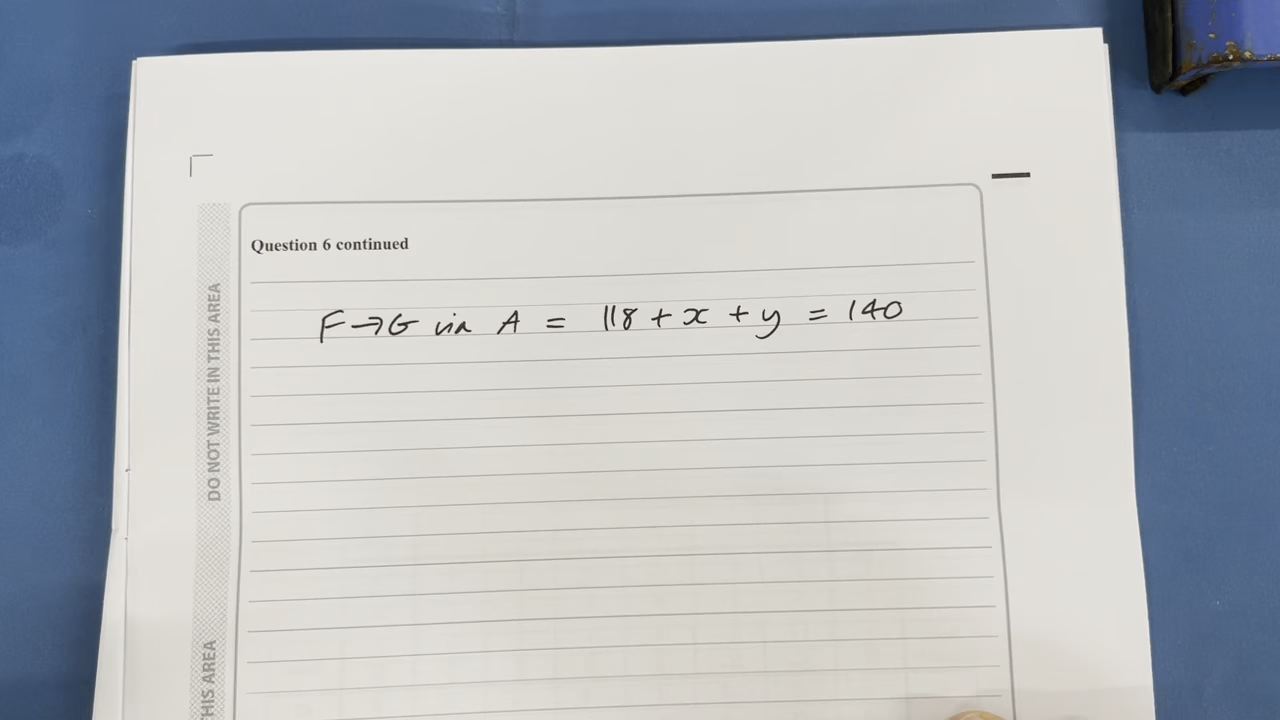 Question 6 continued
F→G via A = 118 + x + y = 140
DO NOT WRITE IN THIS AREA
THIS AREA